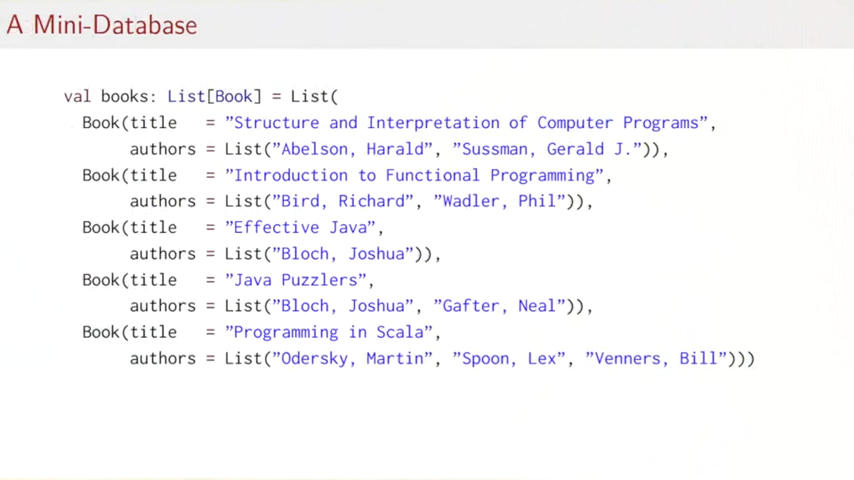 A Mini-Database
val books: List[Book] = List(
Book(title = ”Structure and Interpretation of Computer Programs”,
authors = List(”Abelson, Harald”, ”Sussman, Gerald J.”)),
Book(title = ”Introduction to Functional Programming”,
authors = List(”Bird, Richard”, ”Wadler, Phil”)),
Book(title = ”Effective Java”,
authors = List(”Bloch, Joshua”)),
Book(title = ”Java Puzzlers”,
authors = List(”Bloch, Joshua”, ”Gafter, Neal”)),
Book(title = ”Programming in Scala”,
authors = List(”Odersky, Martin”, ”Spoon, Lex”, ”Venners, Bill”)))